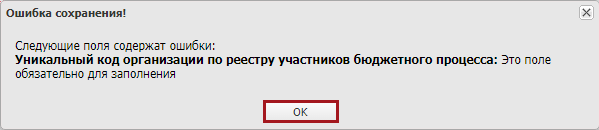 Ошибка сохранения!
Следующие поля содержат ошибки:
Уникальный код организации по реестру участников бюджетного процесса: Это поле
обязательно для заполнения
OK